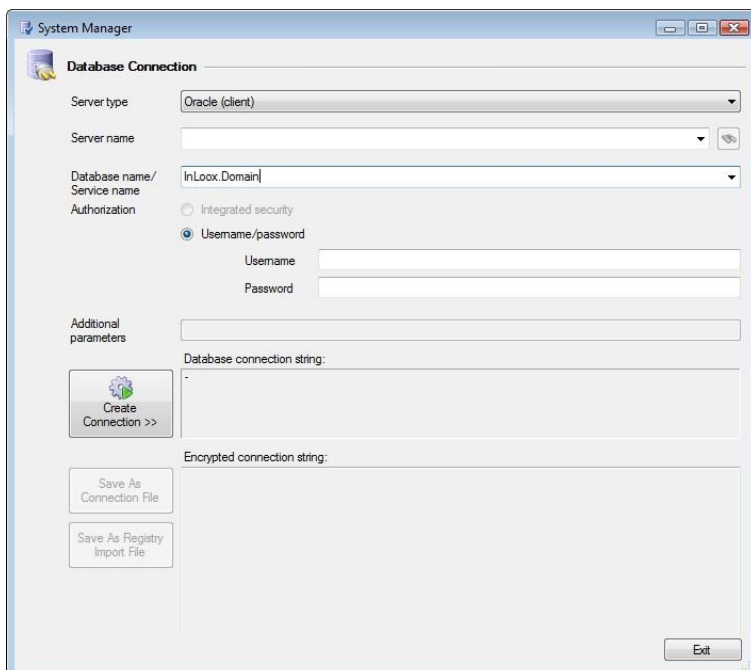 System Manager
Database Connection
Server type
Oracle (client)
Server name
Database name/
Service name
InLoox.Domain
Authorization
Integrated security
Username/password
Username
Password
Additional
parameters
Database connection string:
-
Create
Connection >>
Encrypted connection string:
Save As
Connection File
Save As Registry
Import File
Exit